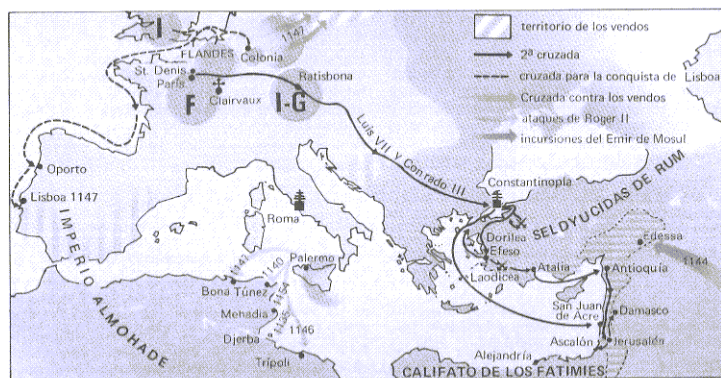 territorio de los vendos
2ª cruzada
cruzada para la conquista de
Lisboa
Cruzada contra los vendos
ataques de Roger II
incursiones del Emir de Mosul
I
1147
FLANDES
Colonia
St. Denis
París
Ratisbona
Clairvaux
F
I-G
Luis VII y Conrado III
Oporto
Lisboa 1147
Constantinopla
Roma
IMPERIO ALMOHADE
SELDYUCIDAS DE RUM
Dorilea
Efeso
Edessa
Palermo
1140
Bona
Túnez
Laodicea
Atalia
Antioquía
1144
Mehadia
San Juan
de Acre
Damasco
Djerba
1146
Ascalón
Jerusalén
Trípoli
Alejandría
CALIFATO DE LOS FATIMIES